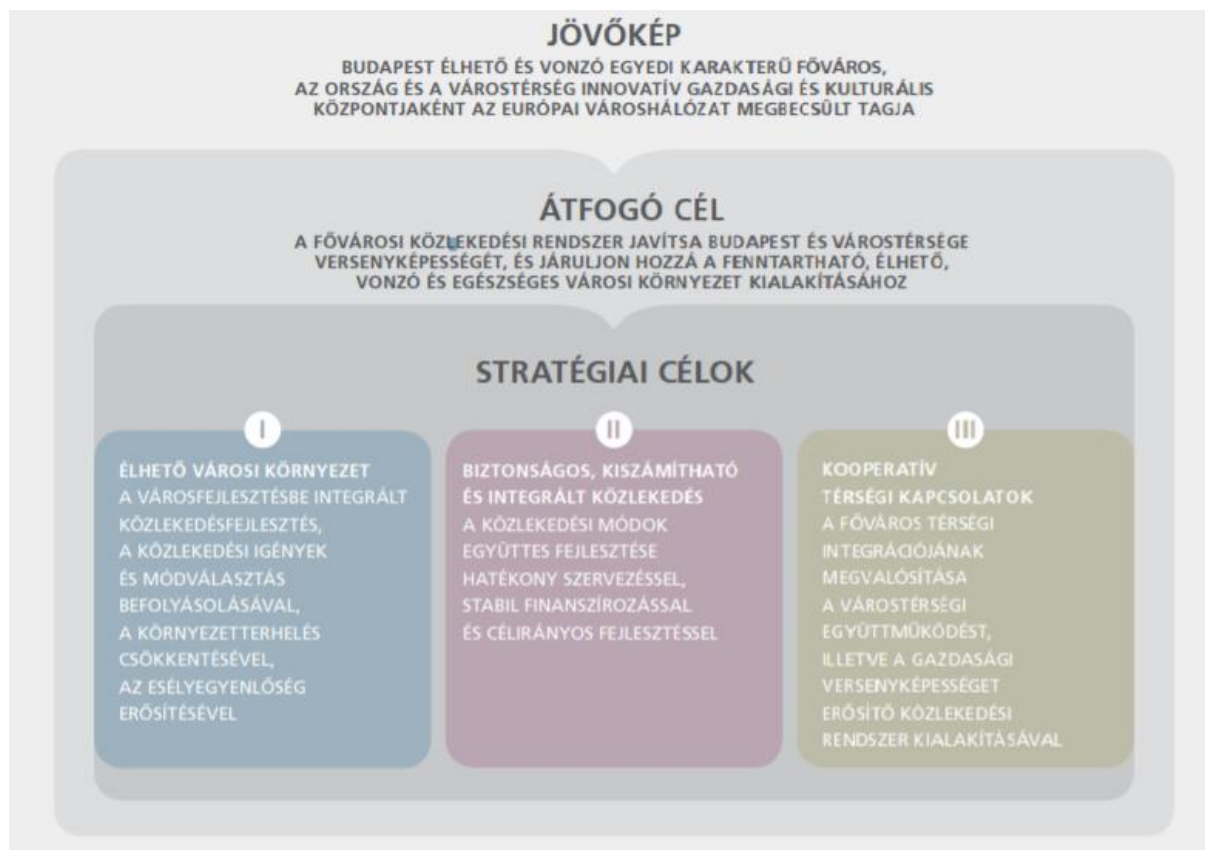 JÖVŐKÉP
BUDAPEST ÉLHETŐ ÉS VONZÓ EGYEDI KARAKTERŰ FŐVÁROS,
AZ ORSZÁG ÉS A VÁROSTÉRSÉG INNOVATÍV GAZDASÁGI ÉS KULTURÁLIS
KÖZPONTJAKÉNT AZ EURÓPAI VÁROSHÁLÓZAT MEGBECSÜLT TAGJA
ÁTFOGÓ CÉL
A FŐVÁROSI KÖZLEKEDÉSI RENDSZER JAVÍTSA BUDAPEST ÉS VÁROSTÉRSÉGE
VERSENYKÉPESSÉGÉT, ÉS JÁRULJON HOZZÁ A FENNTARTHATÓ, ÉLHETŐ,
VONZÓ ÉS EGÉSZSÉGES VÁROSI KÖRNYEZET KIALAKÍTÁSÁHOZ
STRATÉGIAI CÉLOK
I
ÉLHETŐ VÁROSI KÖRNYEZET
A VÁROSFEJLESZTÉSBE INTEGRÁLT
KÖZLEKEDÉSFEJLESZTÉS,
A KÖZLEKEDÉSI IGÉNYEK
ÉS MÓDVÁLASZTÁS
BEFOLYÁSOLÁSÁVAL,
A KÖRNYEZETTERHELÉS
CSÖKKENTÉSÉVEL,
AZ ESÉLYEGYENLŐSÉG
ERŐSÍTÉSÉVEL
II
BIZTONSÁGOS, KISZÁMÍTHATÓ
ÉS INTEGRÁLT KÖZLEKEDÉS
A KÖZLEKEDÉSI MÓDOK
EGYÜTTES FEJLESZTÉSE
HATÉKONY SZERVEZÉSSEL,
STABIL FINANSZÍROZÁSSAL
ÉS CÉLIRÁNYOS FEJLESZTÉSSEL
III
KOOPERATÍV
TÉRSÉGI KAPCSOLATOK
A FŐVÁROS TÉRSÉGI
INTEGRÁCIÓJÁNAK
MEGVALÓSÍTÁSA
A VÁROSTÉRSÉGI
EGYÜTTMŰKÖDÉST,
ILLETVE A GAZDASÁGI
VERSENYKÉPESSÉGET
ERŐSÍTŐ KÖZLEKEDÉSI
RENDSZER KIALAKÍTÁSÁVAL